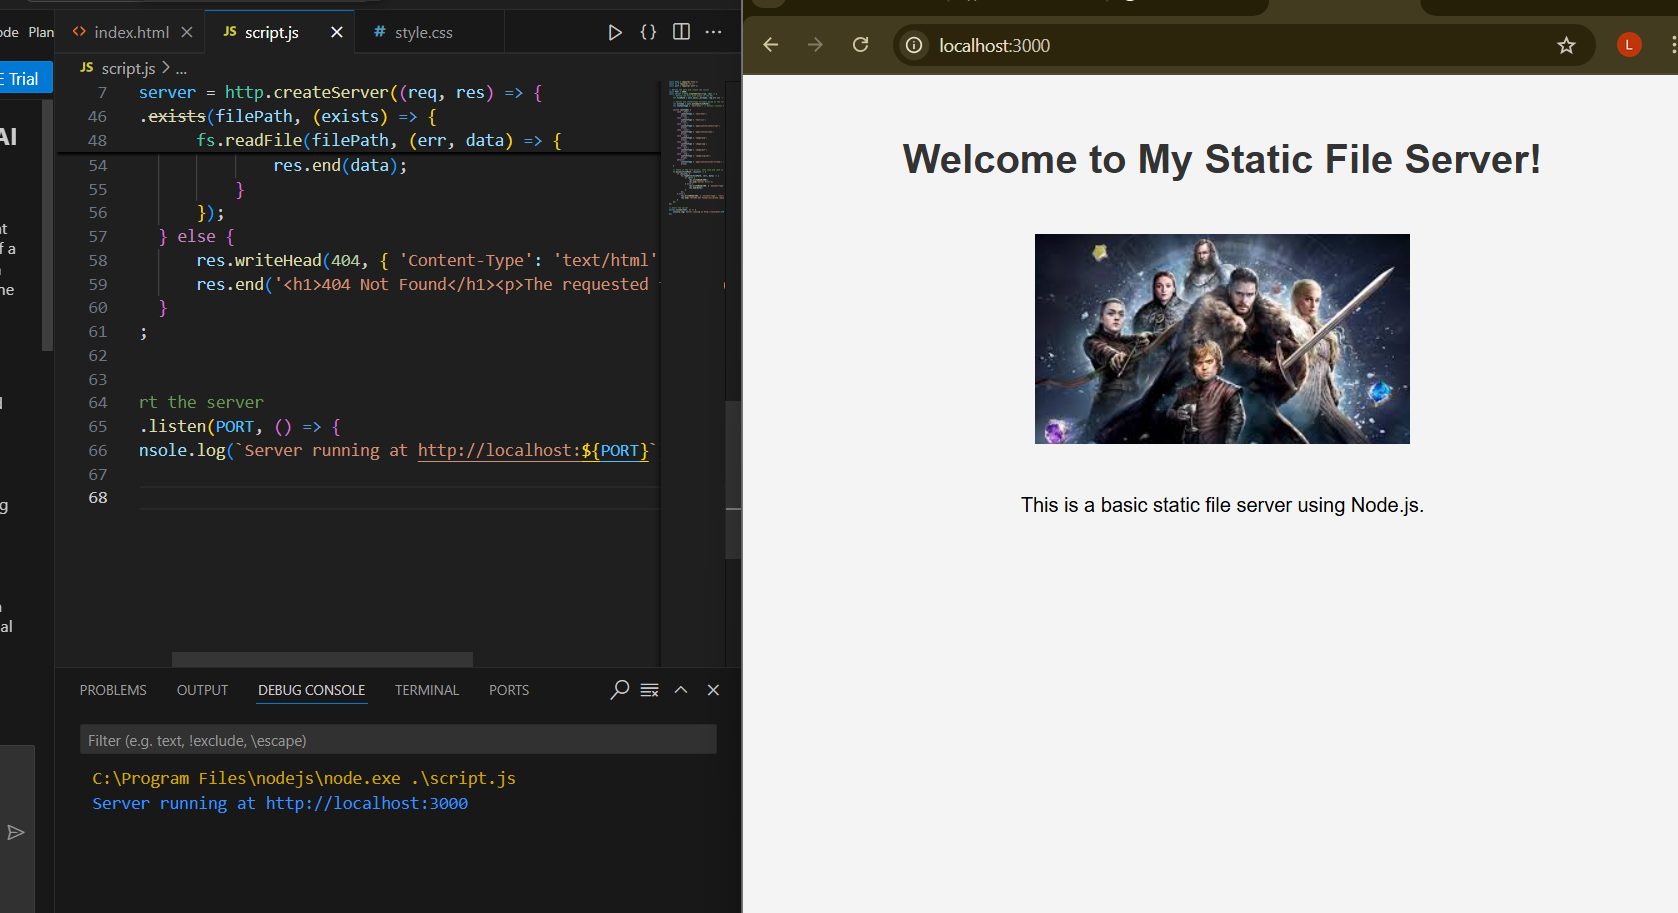 ode Plan
E Trial
AI
nt
f a
ne
g
al
index.html
JS script.js
# style.css
JS script.js > ...
7 server = http.createServer((req, res) => {
46 .exists(filePath, (exists) => {
48 fs.readFile(filePath, (err, data) => {
54 res.end(data);
55 }
56 });
57 } else {
58 res.writeHead(404, { 'Content-Type': 'text/html'
59 res.end('<h1>404 Not Found</h1><p>The requested
60 }
61 ;
62
63
64 rt the server
65 .listen(PORT, () => {
66 nsole.log(`Server running at http://localhost:${PORT}`
67
68
PROBLEMS OUTPUT DEBUG CONSOLE TERMINAL PORTS
Filter (e.g. text, !exclude, \escape)
C:\Program Files\nodejs\node.exe .\script.js
Server running at http://localhost:3000
localhost:3000
L
Welcome to My Static File Server!
This is a basic static file server using Node.js.